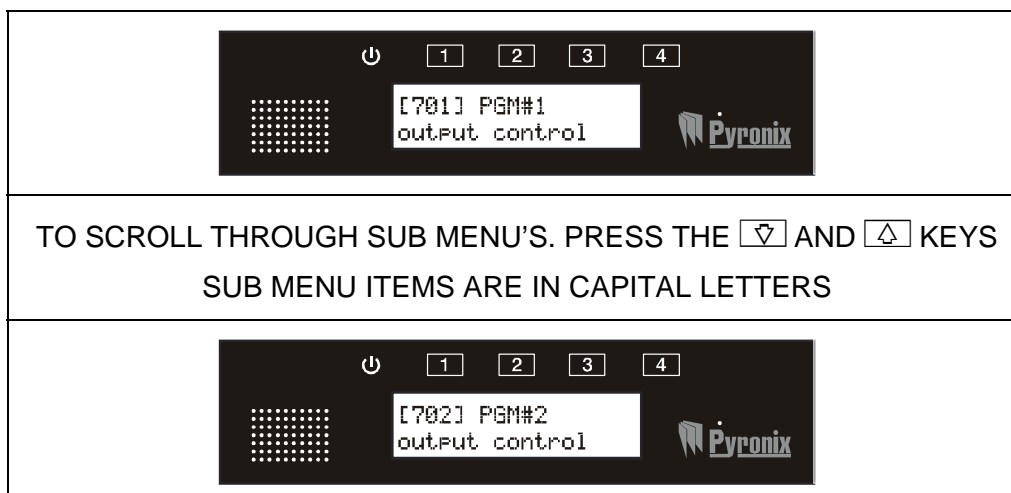 1 2 3 4
[701] PGM#1
output control
Pyronix
TO SCROLL THROUGH SUB MENU'S. PRESS THE AND KEYS
SUB MENU ITEMS ARE IN CAPITAL LETTERS
1 2 3 4
[702] PGM#2
output control
Pyronix